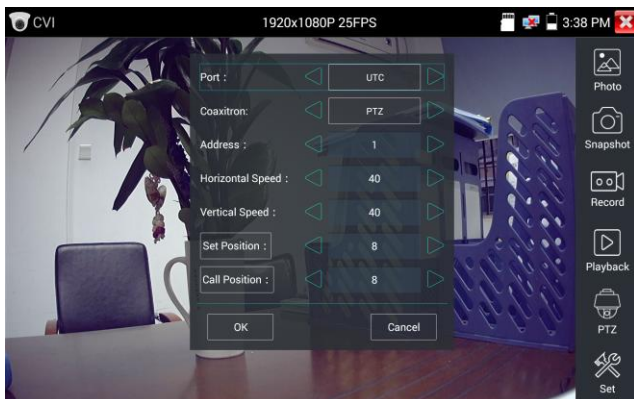 CVI 1920x1080P 25FPS 3:38 PM
Port : UTC
Coaxitron: PTZ
Address : 1
Horizontal Speed : 40
Vertical Speed : 40
Set Position : 8
Call Position : 8
OK Cancel
Photo
Snapshot
Record
Playback
PTZ
Set